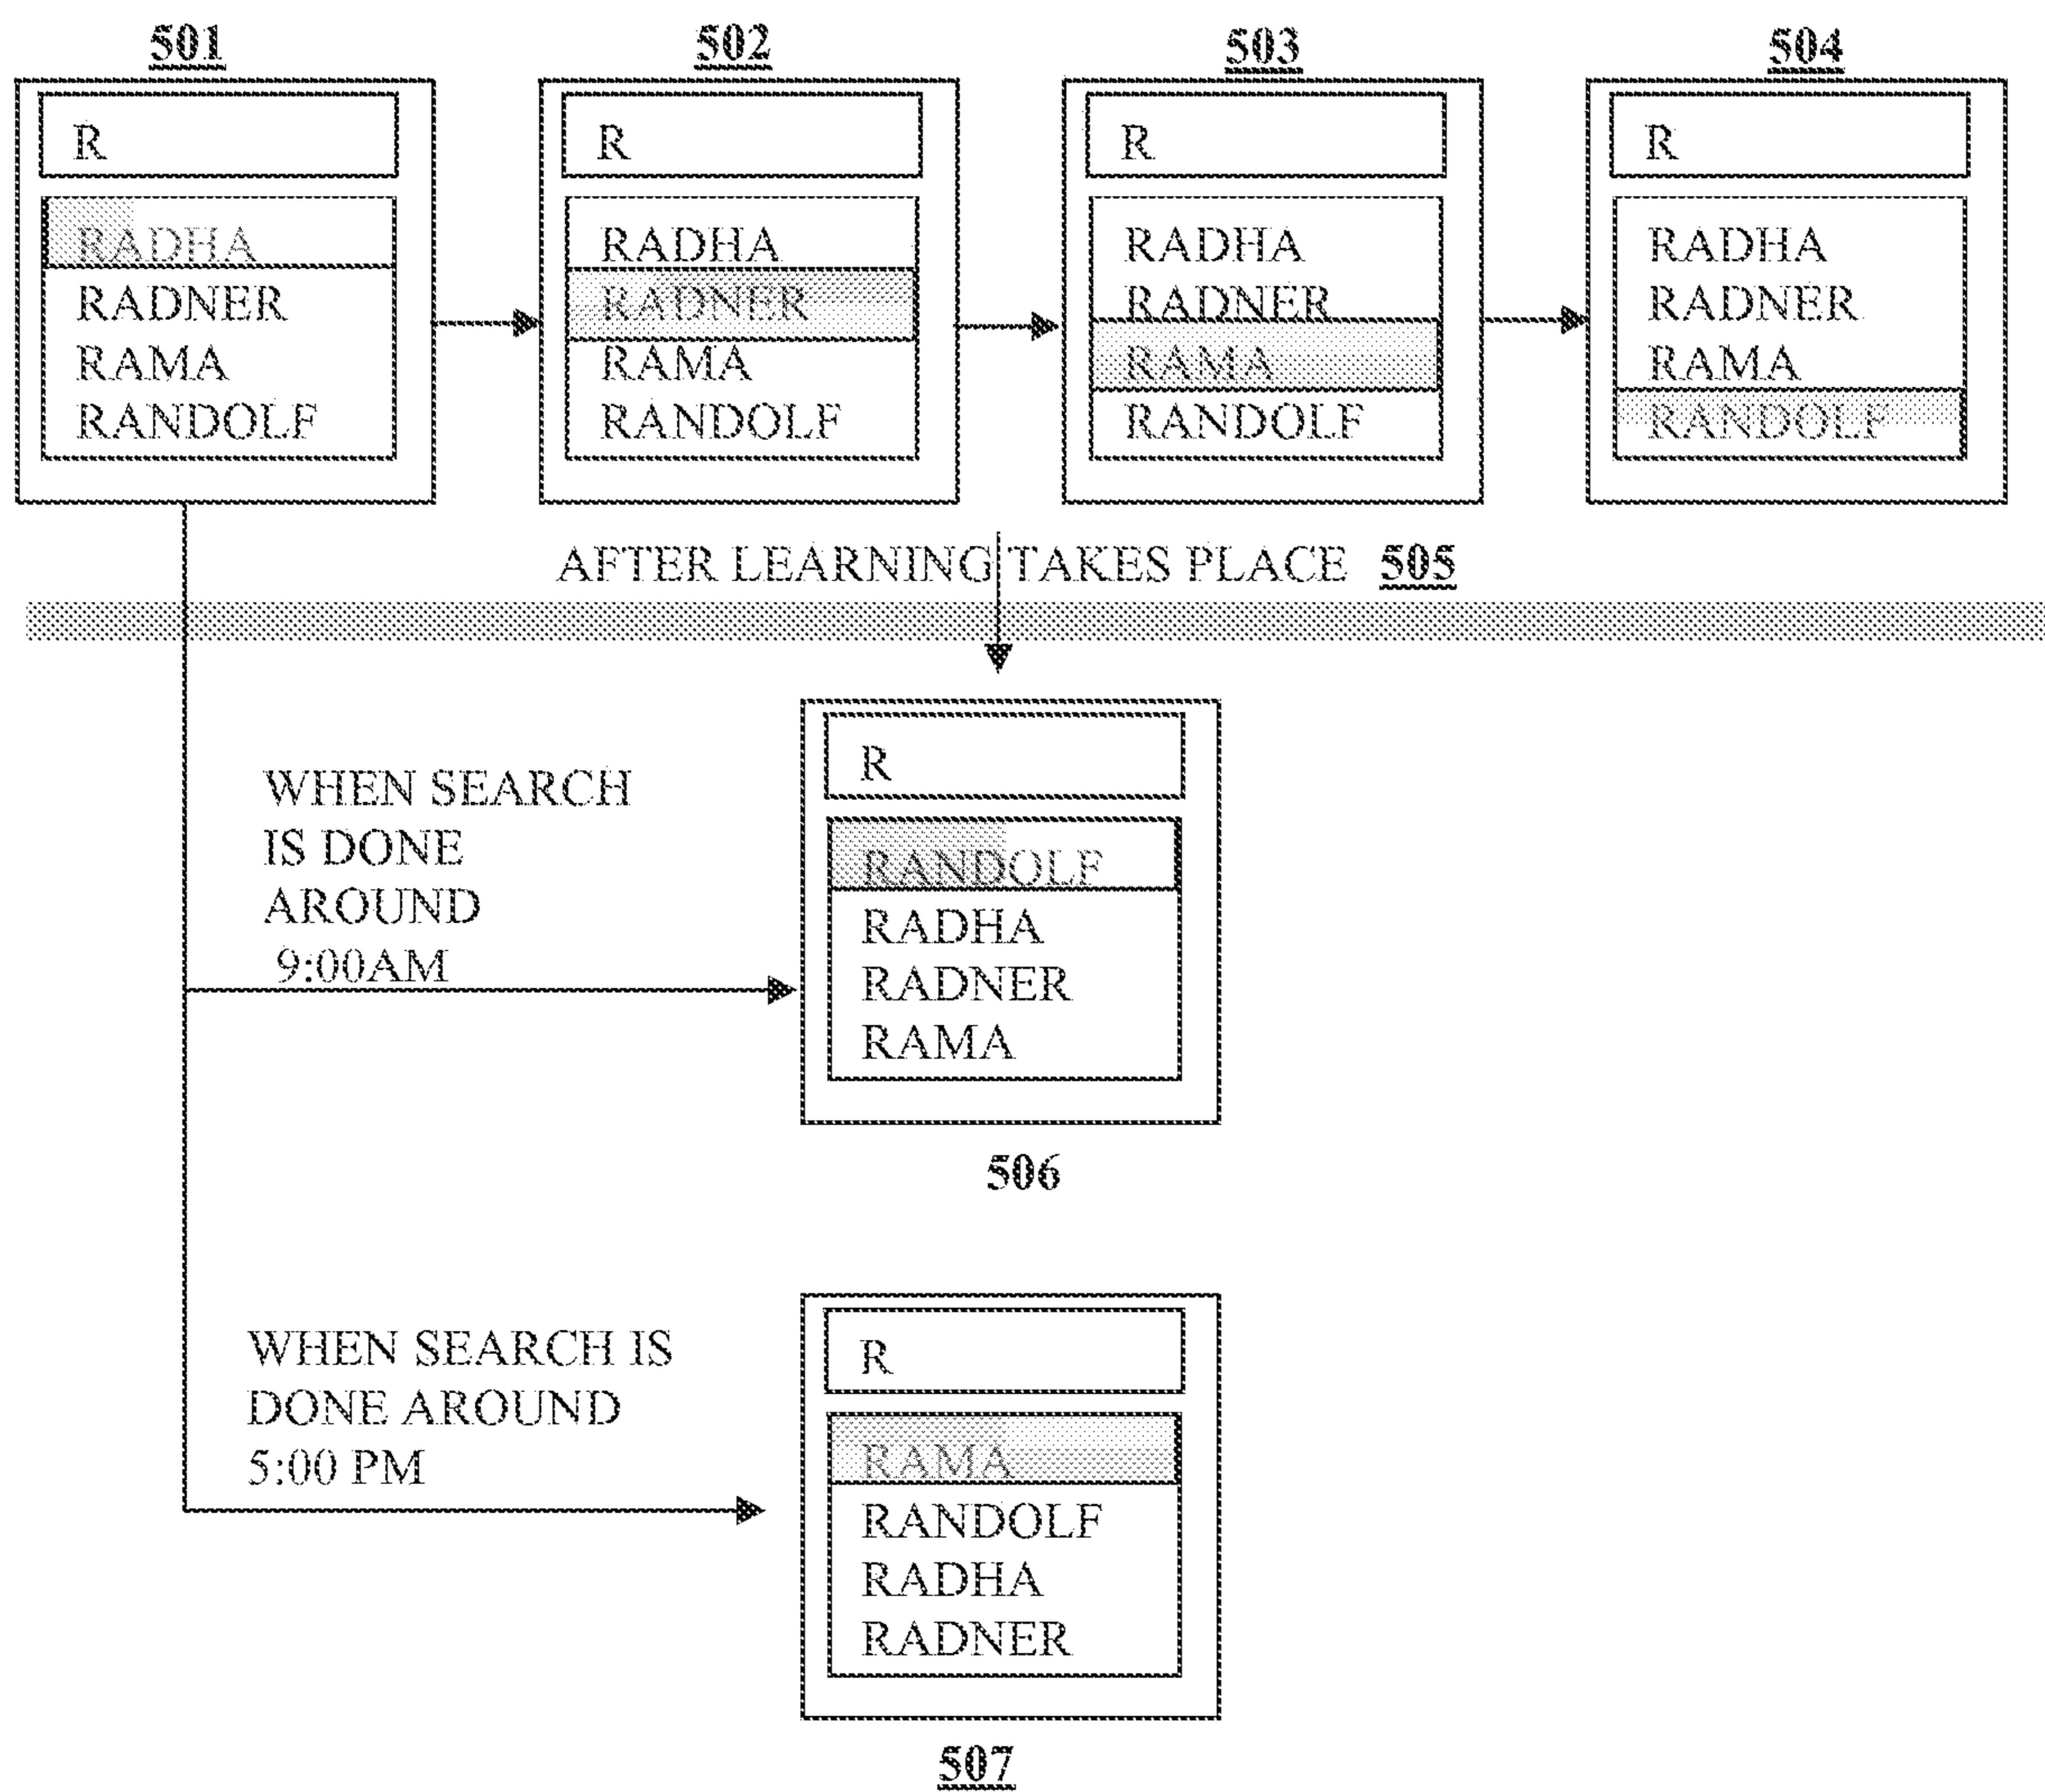 501
R
RADHA
RADNER
RAMA
RANDOLF
502
R
RADHA
RADNER
RAMA
RANDOLF
503
R
RADHA
RADNER
RAMA
RANDOLF
504
R
RADHA
RADNER
RAMA
RANDOLF
AFTER LEARNING TAKES PLACE 505
WHEN SEARCH
IS DONE
AROUND
9:00AM
R
RANDOLF
RADHA
RADNER
RAMA
506
WHEN SEARCH IS
DONE AROUND
5:00 PM
R
RAMA
RANDOLF
RADHA
RADNER
507